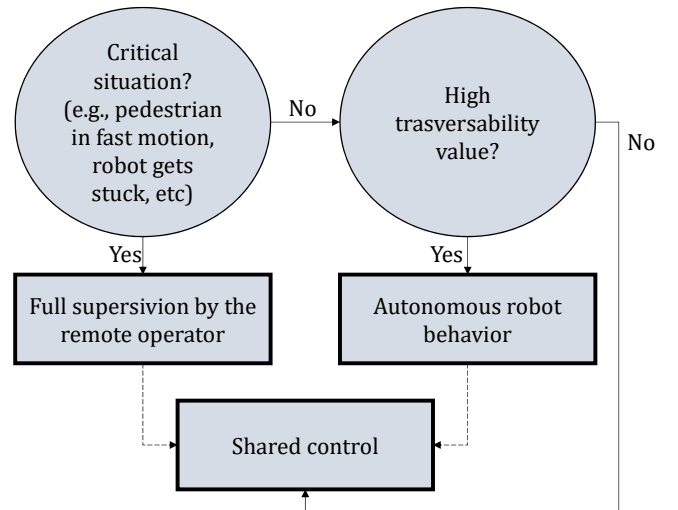 Critical
situation?
(e.g., pedestrian
in fast motion,
robot gets
stuck, etc)
No
High
trasversability
value?
No
Yes
Yes
Full supersivion by the
remote operator
Autonomous robot
behavior
Shared control